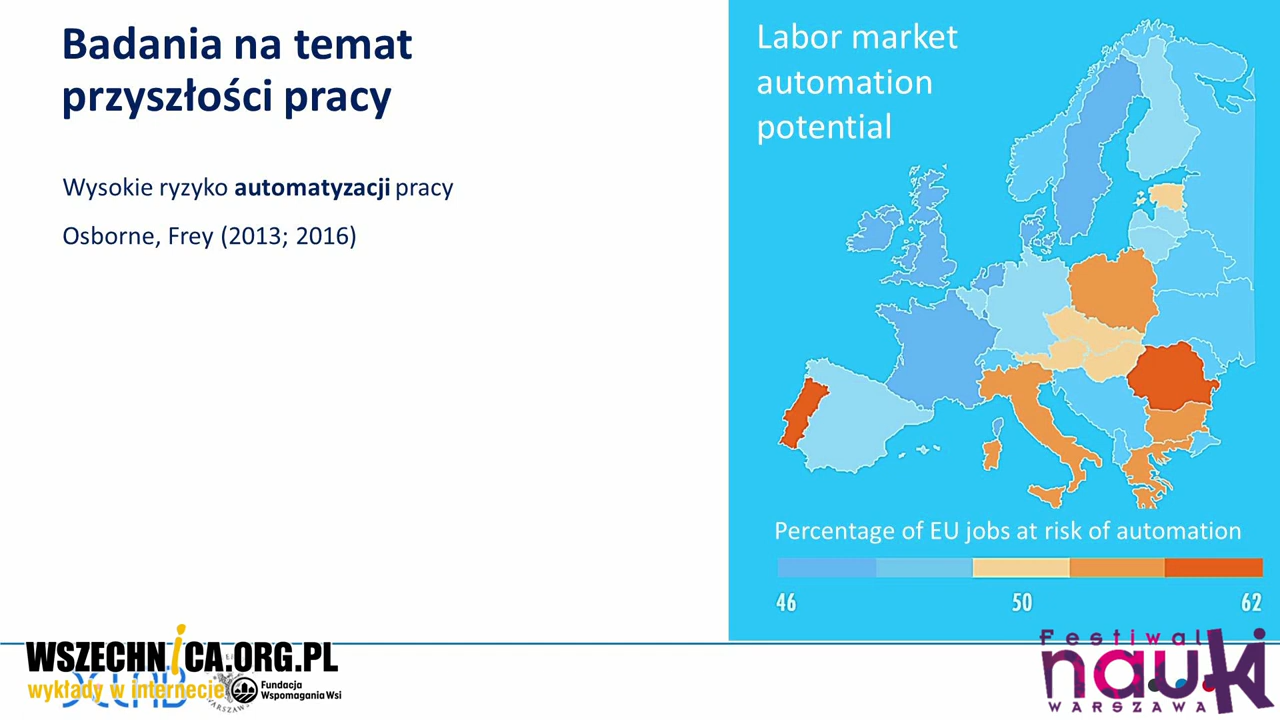 Badania na temat
przyszłości pracy
Wysokie ryzyko automatyzacji pracy
Osborne, Frey (2013; 2016)
Labor market
automation
potential
Percentage of EU jobs at risk of automation
46 50 62
WSZECHNiCA.ORG.PL
wykłady w internecie
Fundacja
Wspomagania Wsi
Festiwal
nauki
WARSZAWA